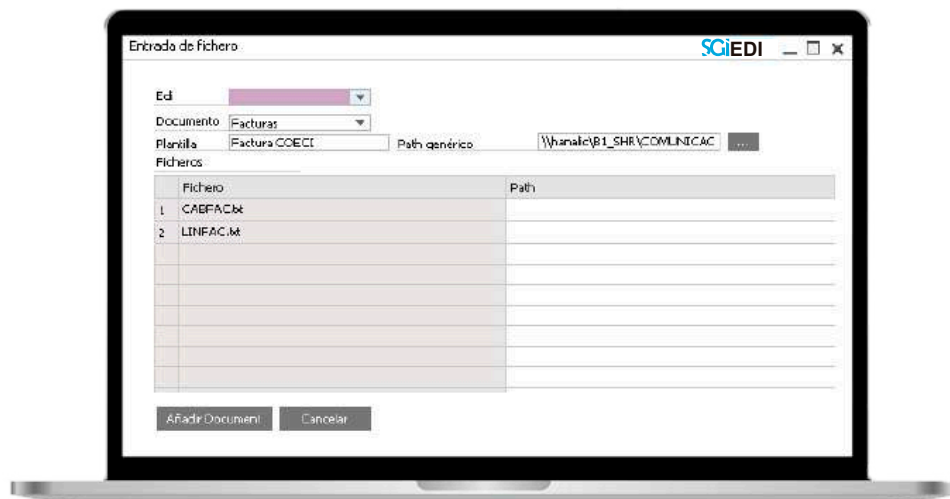 Entrada de fichero
SGiEDI
Edi
Documento Facturas
Plantilla Factura COECI Path genérico \\hanalic\B1_SHR\COMUNICAC ...
Ficheros
Fichero Path
1 CABFAC.txt
2 LINFAC.txt
Añadir Document Cancelar